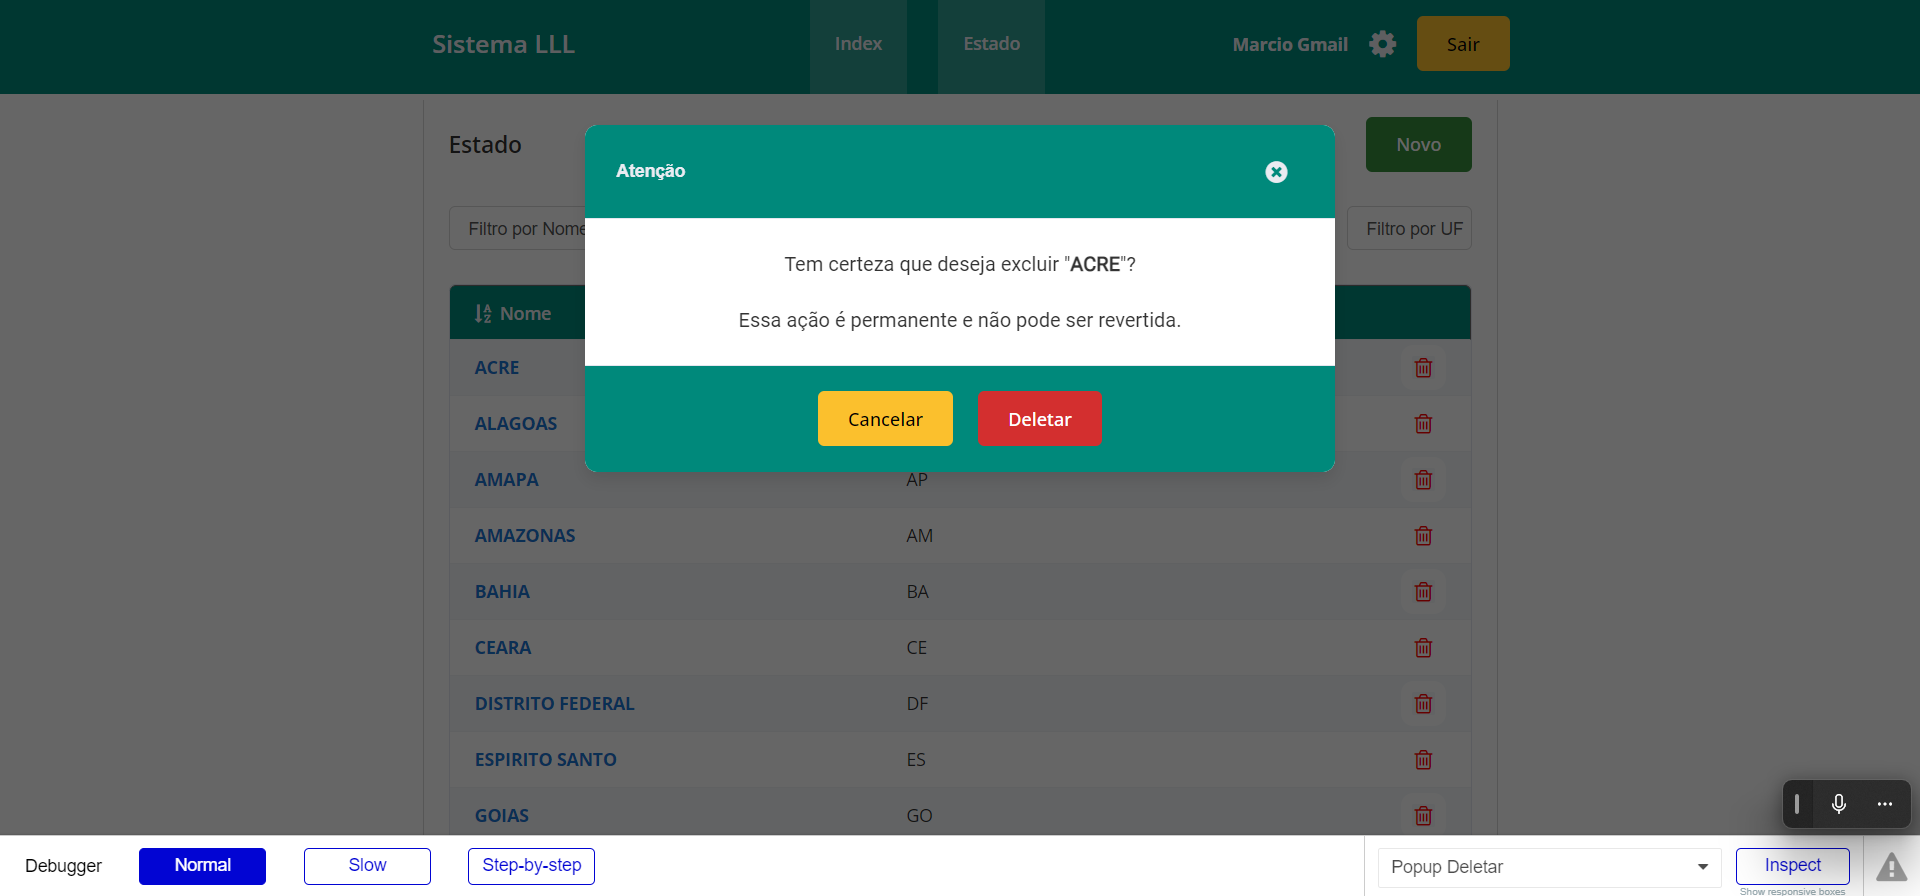 Sistema LLL
Index
Estado
Marcio Gmail
Sair
Estado
Novo
Filtro por Nome
Filtro por UF
Atenção
Tem certeza que deseja excluir "ACRE"?
Essa ação é permanente e não pode ser revertida.
Cancelar
Deletar
Nome
ACRE
ALAGOAS
AMAPA AP
AMAZONAS AM
BAHIA BA
CEARA CE
DISTRITO FEDERAL DF
ESPIRITO SANTO ES
GOIAS GO
Debugger
Normal
Slow
Step-by-step
Popup Deletar
Inspect
Show responsive boxes